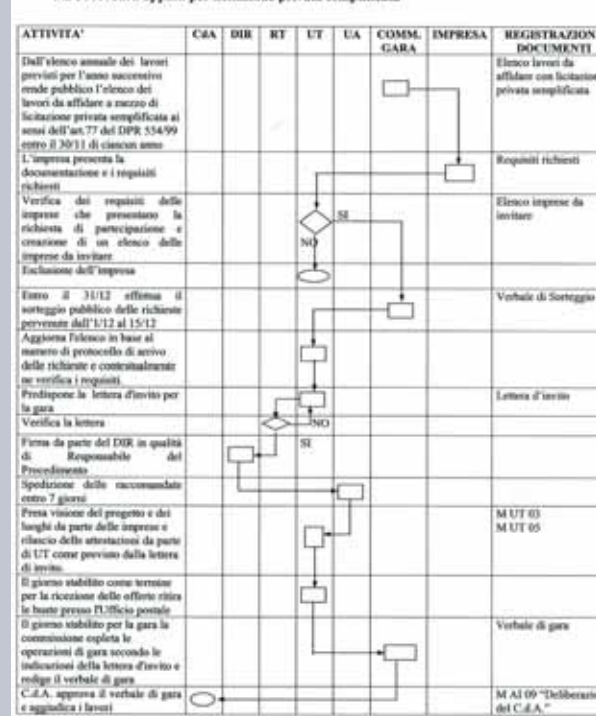 appalti per licitazione privata semplificata
ATTIVITA' CdA DIR RT UT UA COMM. GARA IMPRESA REGISTRAZION
DOCUMENTI
Dall'elenco annuale dei lavori
previsti per l'anno successivo
rende pubblico l'elenco dei
lavori da affidare a mezzo di
licitazione privata semplificata ai
sensi dell'art.77 del DPR 554/99
entro il 30/11 di ciascun anno
Elenco lavori da
affidare con licitazion
privata semplificata
L'impresa presenta la
documentazione e i requisiti
richiesti
Requisiti richiesti
Verifica dei requisiti delle
imprese che presentano la
richiesta di partecipazione e
creazione di un elenco delle
imprese da invitare
SI
NO
Elenco imprese da
invitare
Esclusione dell'impresa
Entro il 31/12 effettua il
sorteggio pubblico delle richieste
pervenute dall'1/12 al 15/12
Verbale di Sorteggio
Aggiorna l'elenco in base al
numero di protocollo di arrivo
delle richieste e contestualmente
ne verifica i requisiti.
Predispone la lettera d'invito per
la gara
Lettera d'invito
Verifica la lettera
NO
Firma da parte del DIR in qualità
di Responsabile del
Procedimento
SI
Spedizione delle raccomandate
entro 7 giorni
Presa visione del progetto e dei
luoghi da parte delle imprese e
rilascio delle attestazioni da parte
di UT come previsto dalla lettera
di invito.
M UT 03
M UT 05
Il giorno stabilito come termine
per la ricezione delle offerte ritira
le buste presso l'Ufficio postale
Il giorno stabilito per la gara la
commissione espleta le
operazioni di gara secondo le
indicazioni della lettera d'invito e
redige il verbale di gara
Verbale di gara
C.d.A. approva il verbale di gara
e aggiudica i lavori
M AI 09 "Deliberazio
del C.d.A."